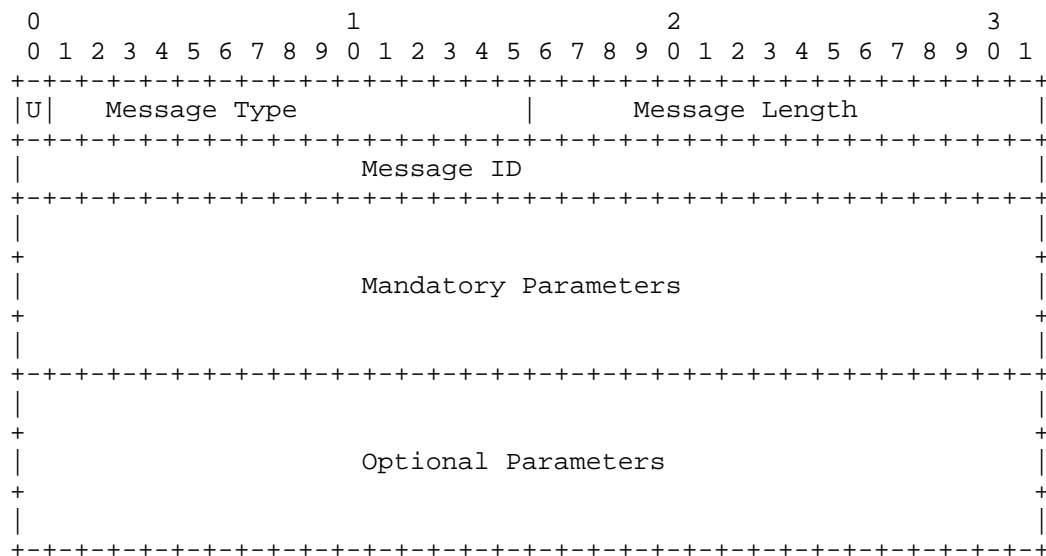 0                   1                   2                   3
 0 1 2 3 4 5 6 7 8 9 0 1 2 3 4 5 6 7 8 9 0 1 2 3 4 5 6 7 8 9 0 1
+-+-+-+-+-+-+-+-+-+-+-+-+-+-+-+-+-+-+-+-+-+-+-+-+-+-+-+-+-+-+-+-+
|U|   Message Type              |      Message Length           |
+-+-+-+-+-+-+-+-+-+-+-+-+-+-+-+-+-+-+-+-+-+-+-+-+-+-+-+-+-+-+-+-+
|                     Message ID                                |
+-+-+-+-+-+-+-+-+-+-+-+-+-+-+-+-+-+-+-+-+-+-+-+-+-+-+-+-+-+-+-+-+
|                                                               |
+                                                               +
|                     Mandatory Parameters                      |
+                                                               +
|                                                               |
+-+-+-+-+-+-+-+-+-+-+-+-+-+-+-+-+-+-+-+-+-+-+-+-+-+-+-+-+-+-+-+-+
|                                                               |
+                                                               +
|                     Optional Parameters                       |
+                                                               +
|                                                               |
+-+-+-+-+-+-+-+-+-+-+-+-+-+-+-+-+-+-+-+-+-+-+-+-+-+-+-+-+-+-+-+-+